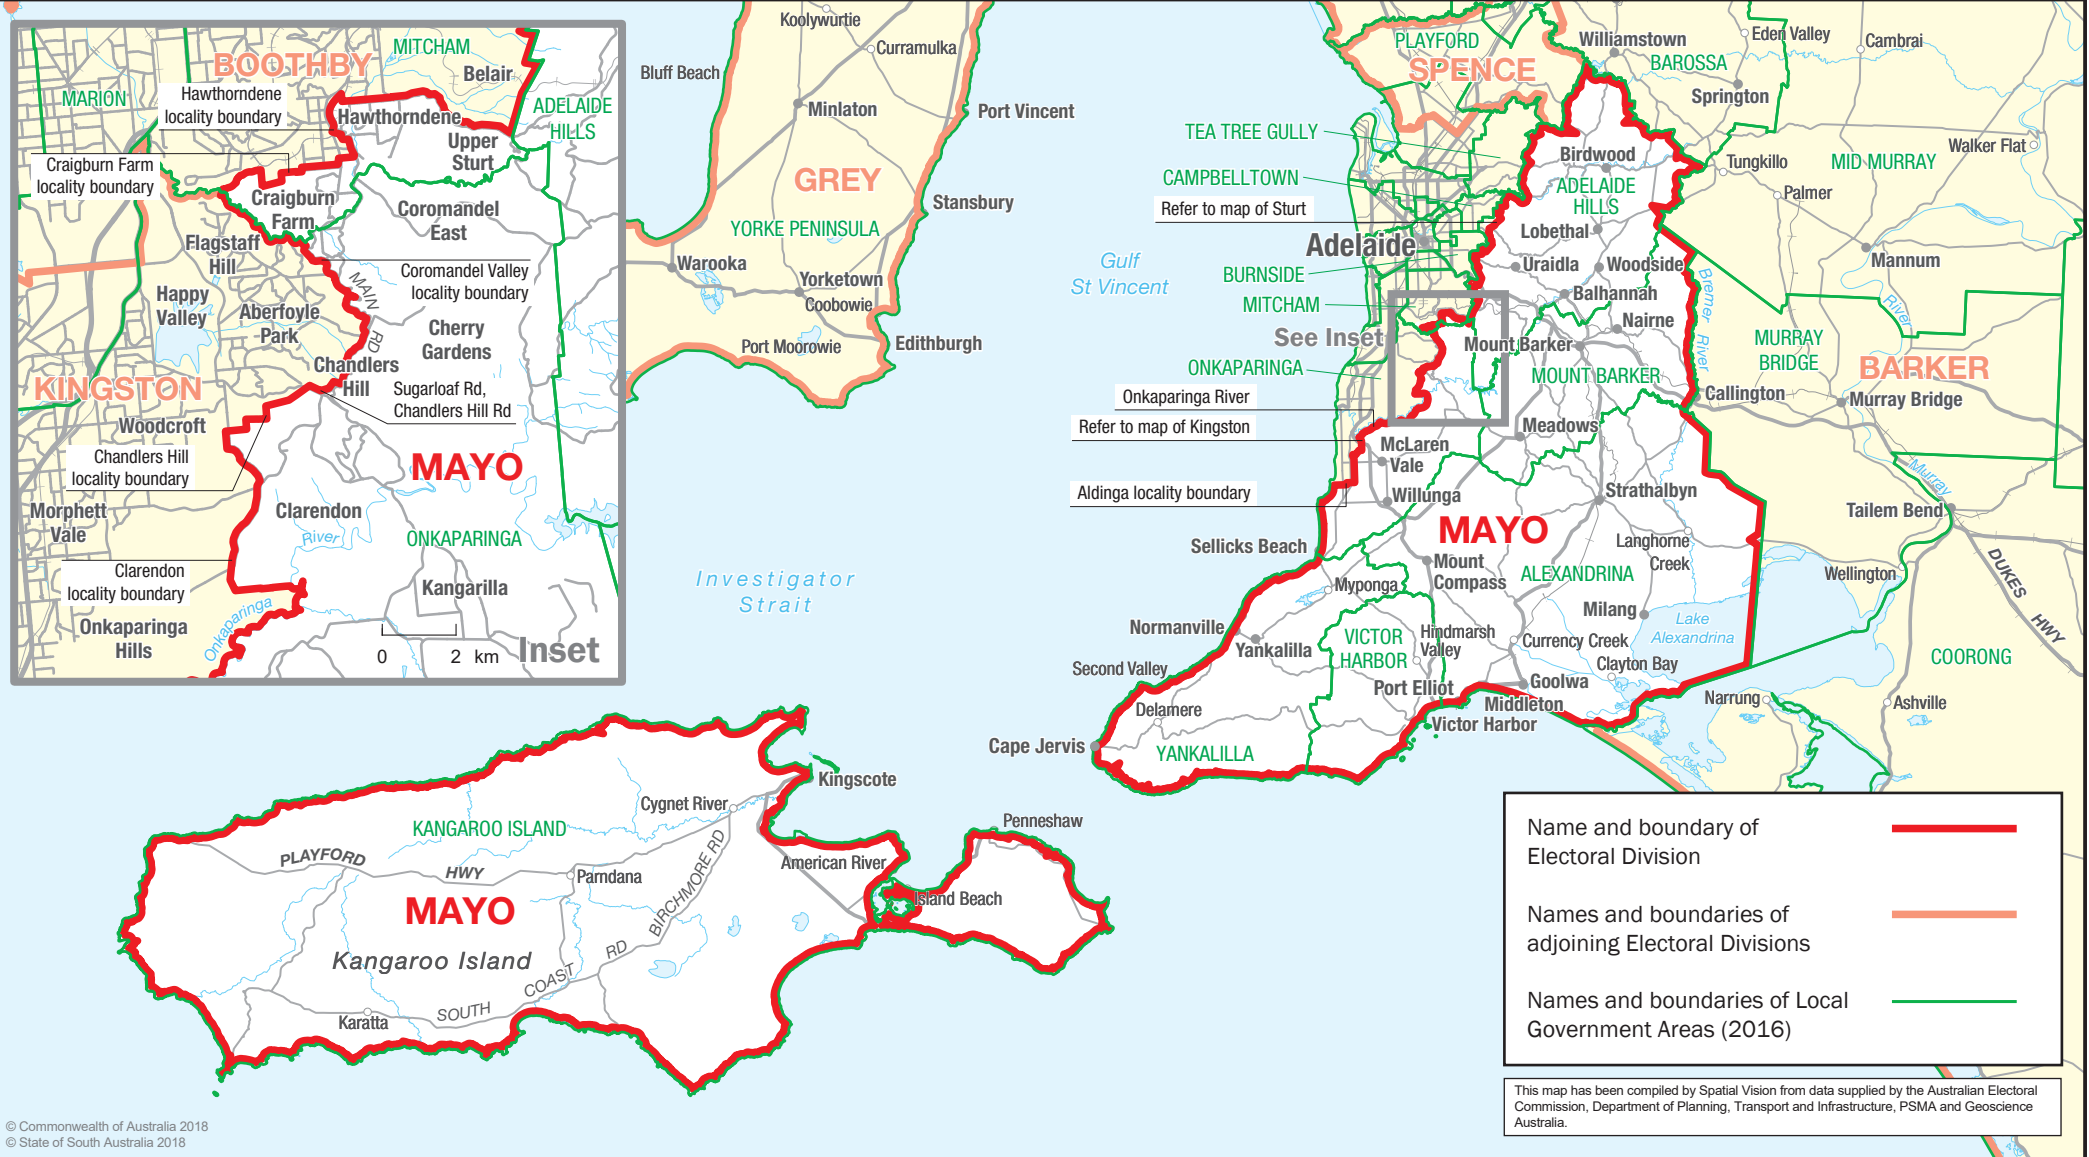 BOOTHBY
MITCHAM
Belair
MARION
Hawthorndene
locality boundary
Hawthorndene
ADELAIDE
HILLS
Upper
Sturt
Craigburn Farm
locality boundary
Craigburn
Farm
Coromandel
East
Flagstaff
Hill
Coromandel Valley
locality boundary
MAIN
RD
Happy
Valley
Aberfoyle
Park
Cherry
Gardens
Chandlers
Hill
KINGSTON
Sugarloaf Rd,
Chandlers Hill Rd
Woodcroft
Chandlers Hill
locality boundary
MAYO
Morphett
Vale
Clarendon
River
ONKAPARINGA
Clarendon
locality boundary
Kangarilla
Onkaparinga
Onkaparinga
Hills
0 2 km
Inset
Koolywurtie
Curramulka
Bluff Beach
Minlaton
Port Vincent
GREY
Stansbury
YORKE PENINSULA
Warooka
Yorketown
Coobowie
Port Moorowie
Edithburgh
Gulf
St Vincent
Investigator
Strait
PLAYFORD
SPENCE
Williamstown
BAROSSA
Eden Valley
Cambrai
Springton
TEA TREE GULLY
Walker Flat
Birdwood
Tungkillo
MID MURRAY
CAMPBELLTOWN
ADELAIDE
HILLS
Palmer
Refer to map of Sturt
Lobethal
Adelaide
Uraidla
Woodside
Mannum
BURNSIDE
Balhannah
Bremer River
River
MITCHAM
Nairne
See Inset
Mount Barker
MURRAY
BRIDGE
BARKER
ONKAPARINGA
MOUNT BARKER
Onkaparinga River
Callington
Murray Bridge
Refer to map of Kingston
Meadows
McLaren
Vale
Murray
Aldinga locality boundary
Willunga
Strathalbyn
Tailem Bend
MAYO
Sellicks Beach
Langhorne
Creek
Mount
Compass
ALEXANDRINA
Wellington
DUKES
HWY
Myponga
Milang
Lake
Alexandrina
Normanville
Yankalilla
VICTOR
HARBOR
Hindmarsh
Valley
Currency Creek
COORONG
Second Valley
Clayton Bay
Port Elliot
Goolwa
Narrung
Ashville
Delamere
Middleton
Victor Harbor
Cape Jervis
YANKALILLA
Kingscote
Cygnet River
KANGAROO ISLAND
Penneshaw
PLAYFORD
HWY
American River
Parndana
BIRCHMORE RD
Island Beach
MAYO
Kangaroo Island
SOUTH
COAST
RD
Karatta
Name and boundary of
Electoral Division
Names and boundaries of
adjoining Electoral Divisions
Names and boundaries of Local
Government Areas (2016)
This map has been compiled by Spatial Vision from data supplied by the Australian Electoral
Commission, Department of Planning, Transport and Infrastructure, PSMA and Geoscience
Australia.
© Commonwealth of Australia 2018
© State of South Australia 2018